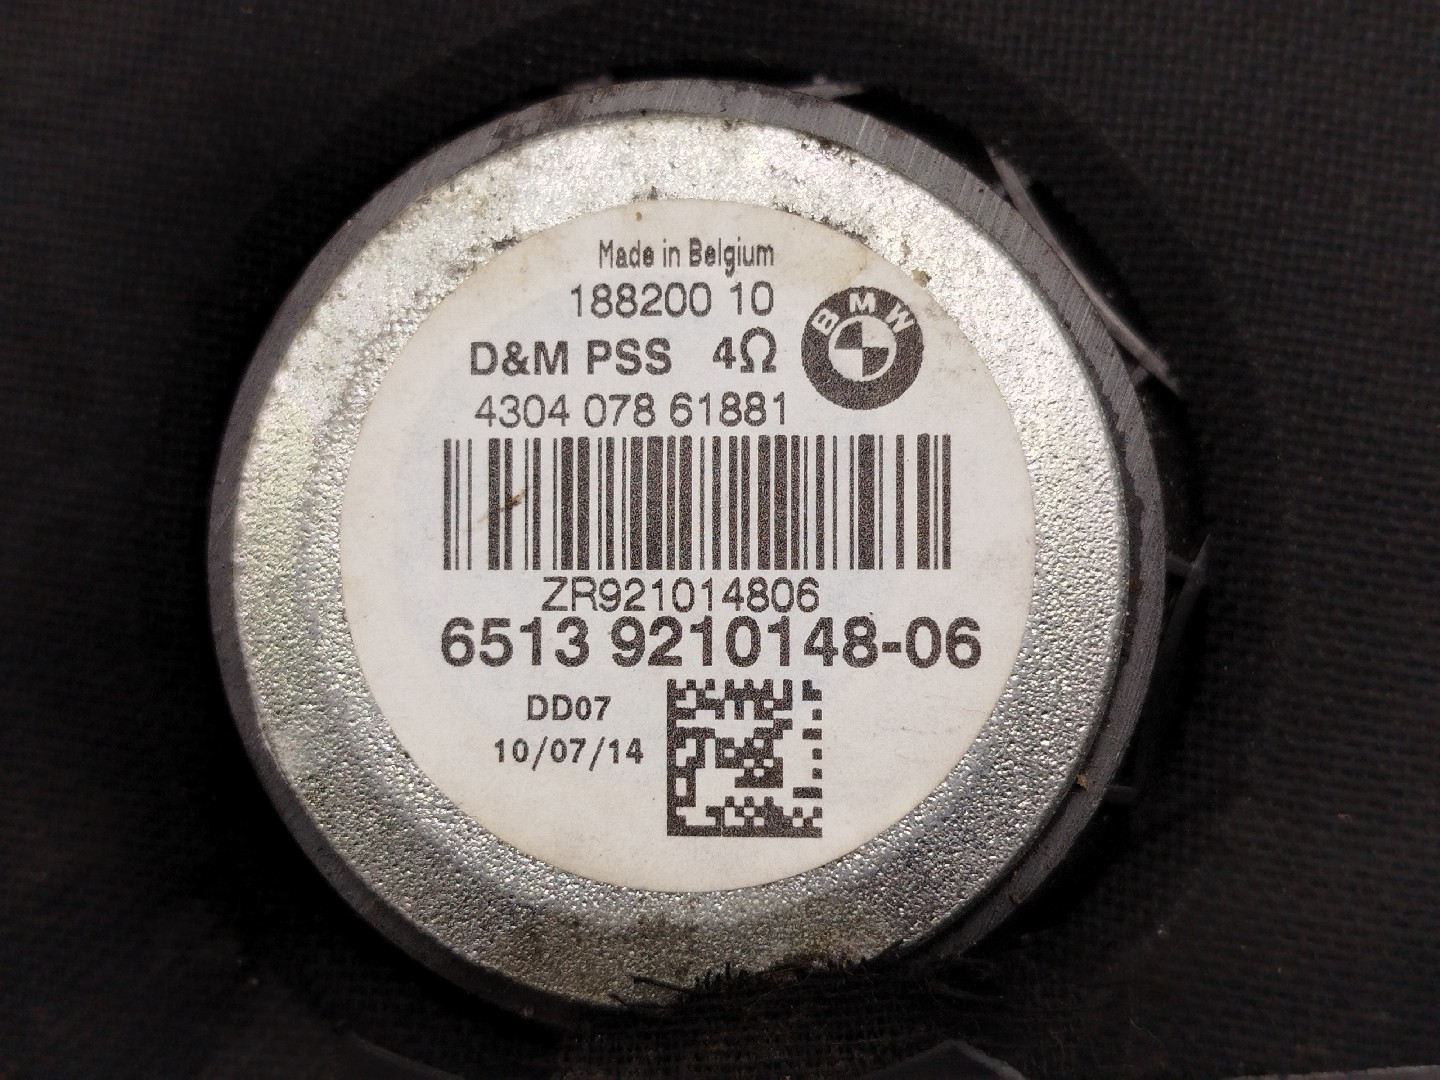 Made in Belgium
188200 10
D&M PSS 4Ω
BMW
4304 078 61881
ZR921014806
6513 9210148-06
DD07
10/07/14